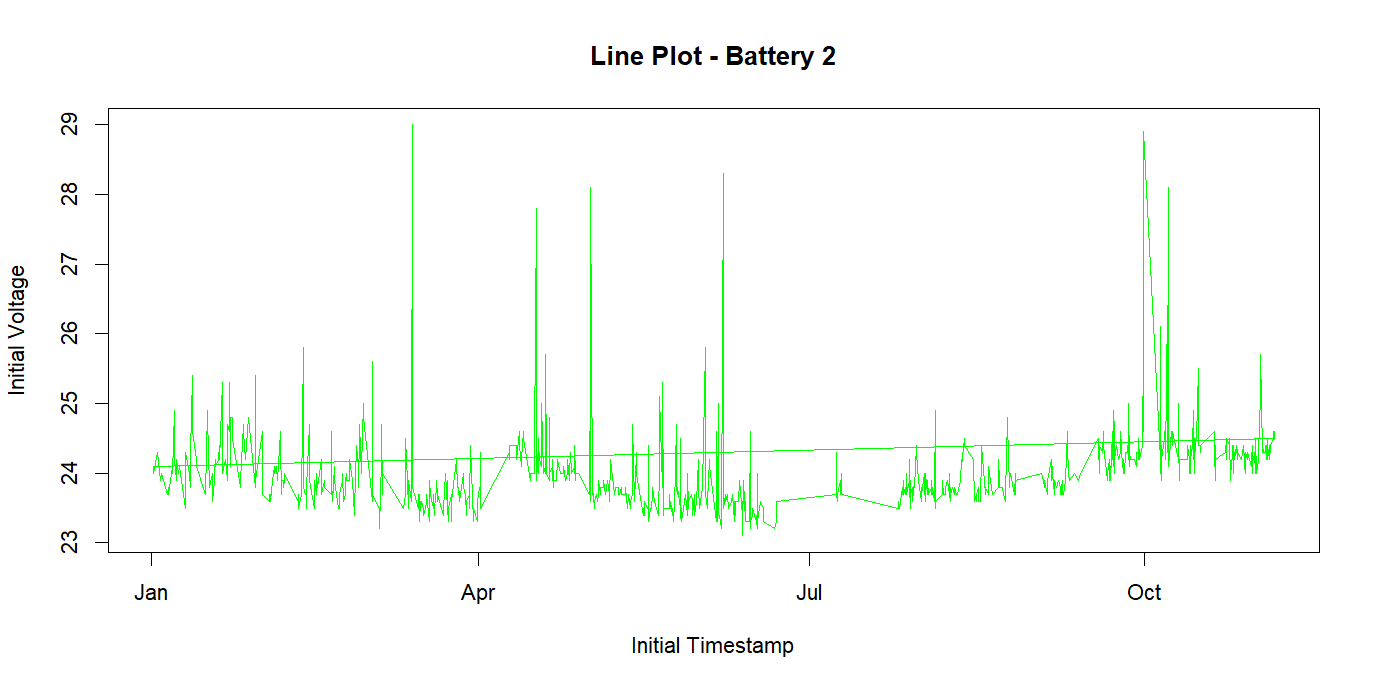 Line Plot - Battery 2
Initial Voltage
29
28
27
26
25
24
23
Jan Apr Jul Oct
Initial Timestamp